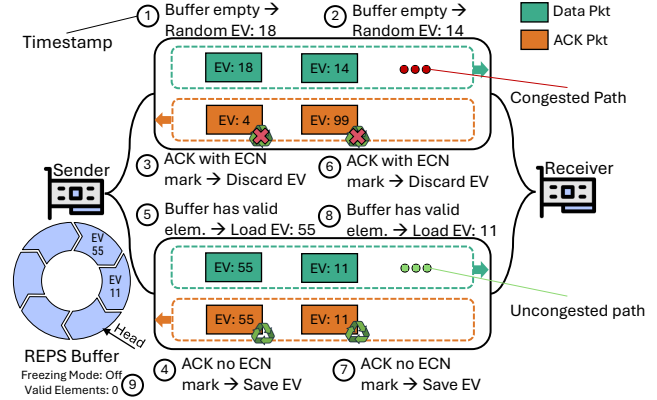 1 Buffer empty → Random EV: 18
2 Buffer empty → Random EV: 14
Data Pkt
ACK Pkt
Timestamp
EV: 18
EV: 14
Congested Path
EV: 4
EV: 99
3 ACK with ECN
mark → Discard EV
6 ACK with ECN
mark → Discard EV
Sender
Receiver
5 Buffer has valid
elem. → Load EV: 55
8 Buffer has valid
elem. → Load EV: 11
EV
55
EV
11
EV: 55
EV: 11
Uncongested path
EV: 55
EV: 11
Head
REPS Buffer
Freezing Mode: Off
Valid Elements: 0
9
4 ACK no ECN
mark → Save EV
7 ACK no ECN
mark → Save EV